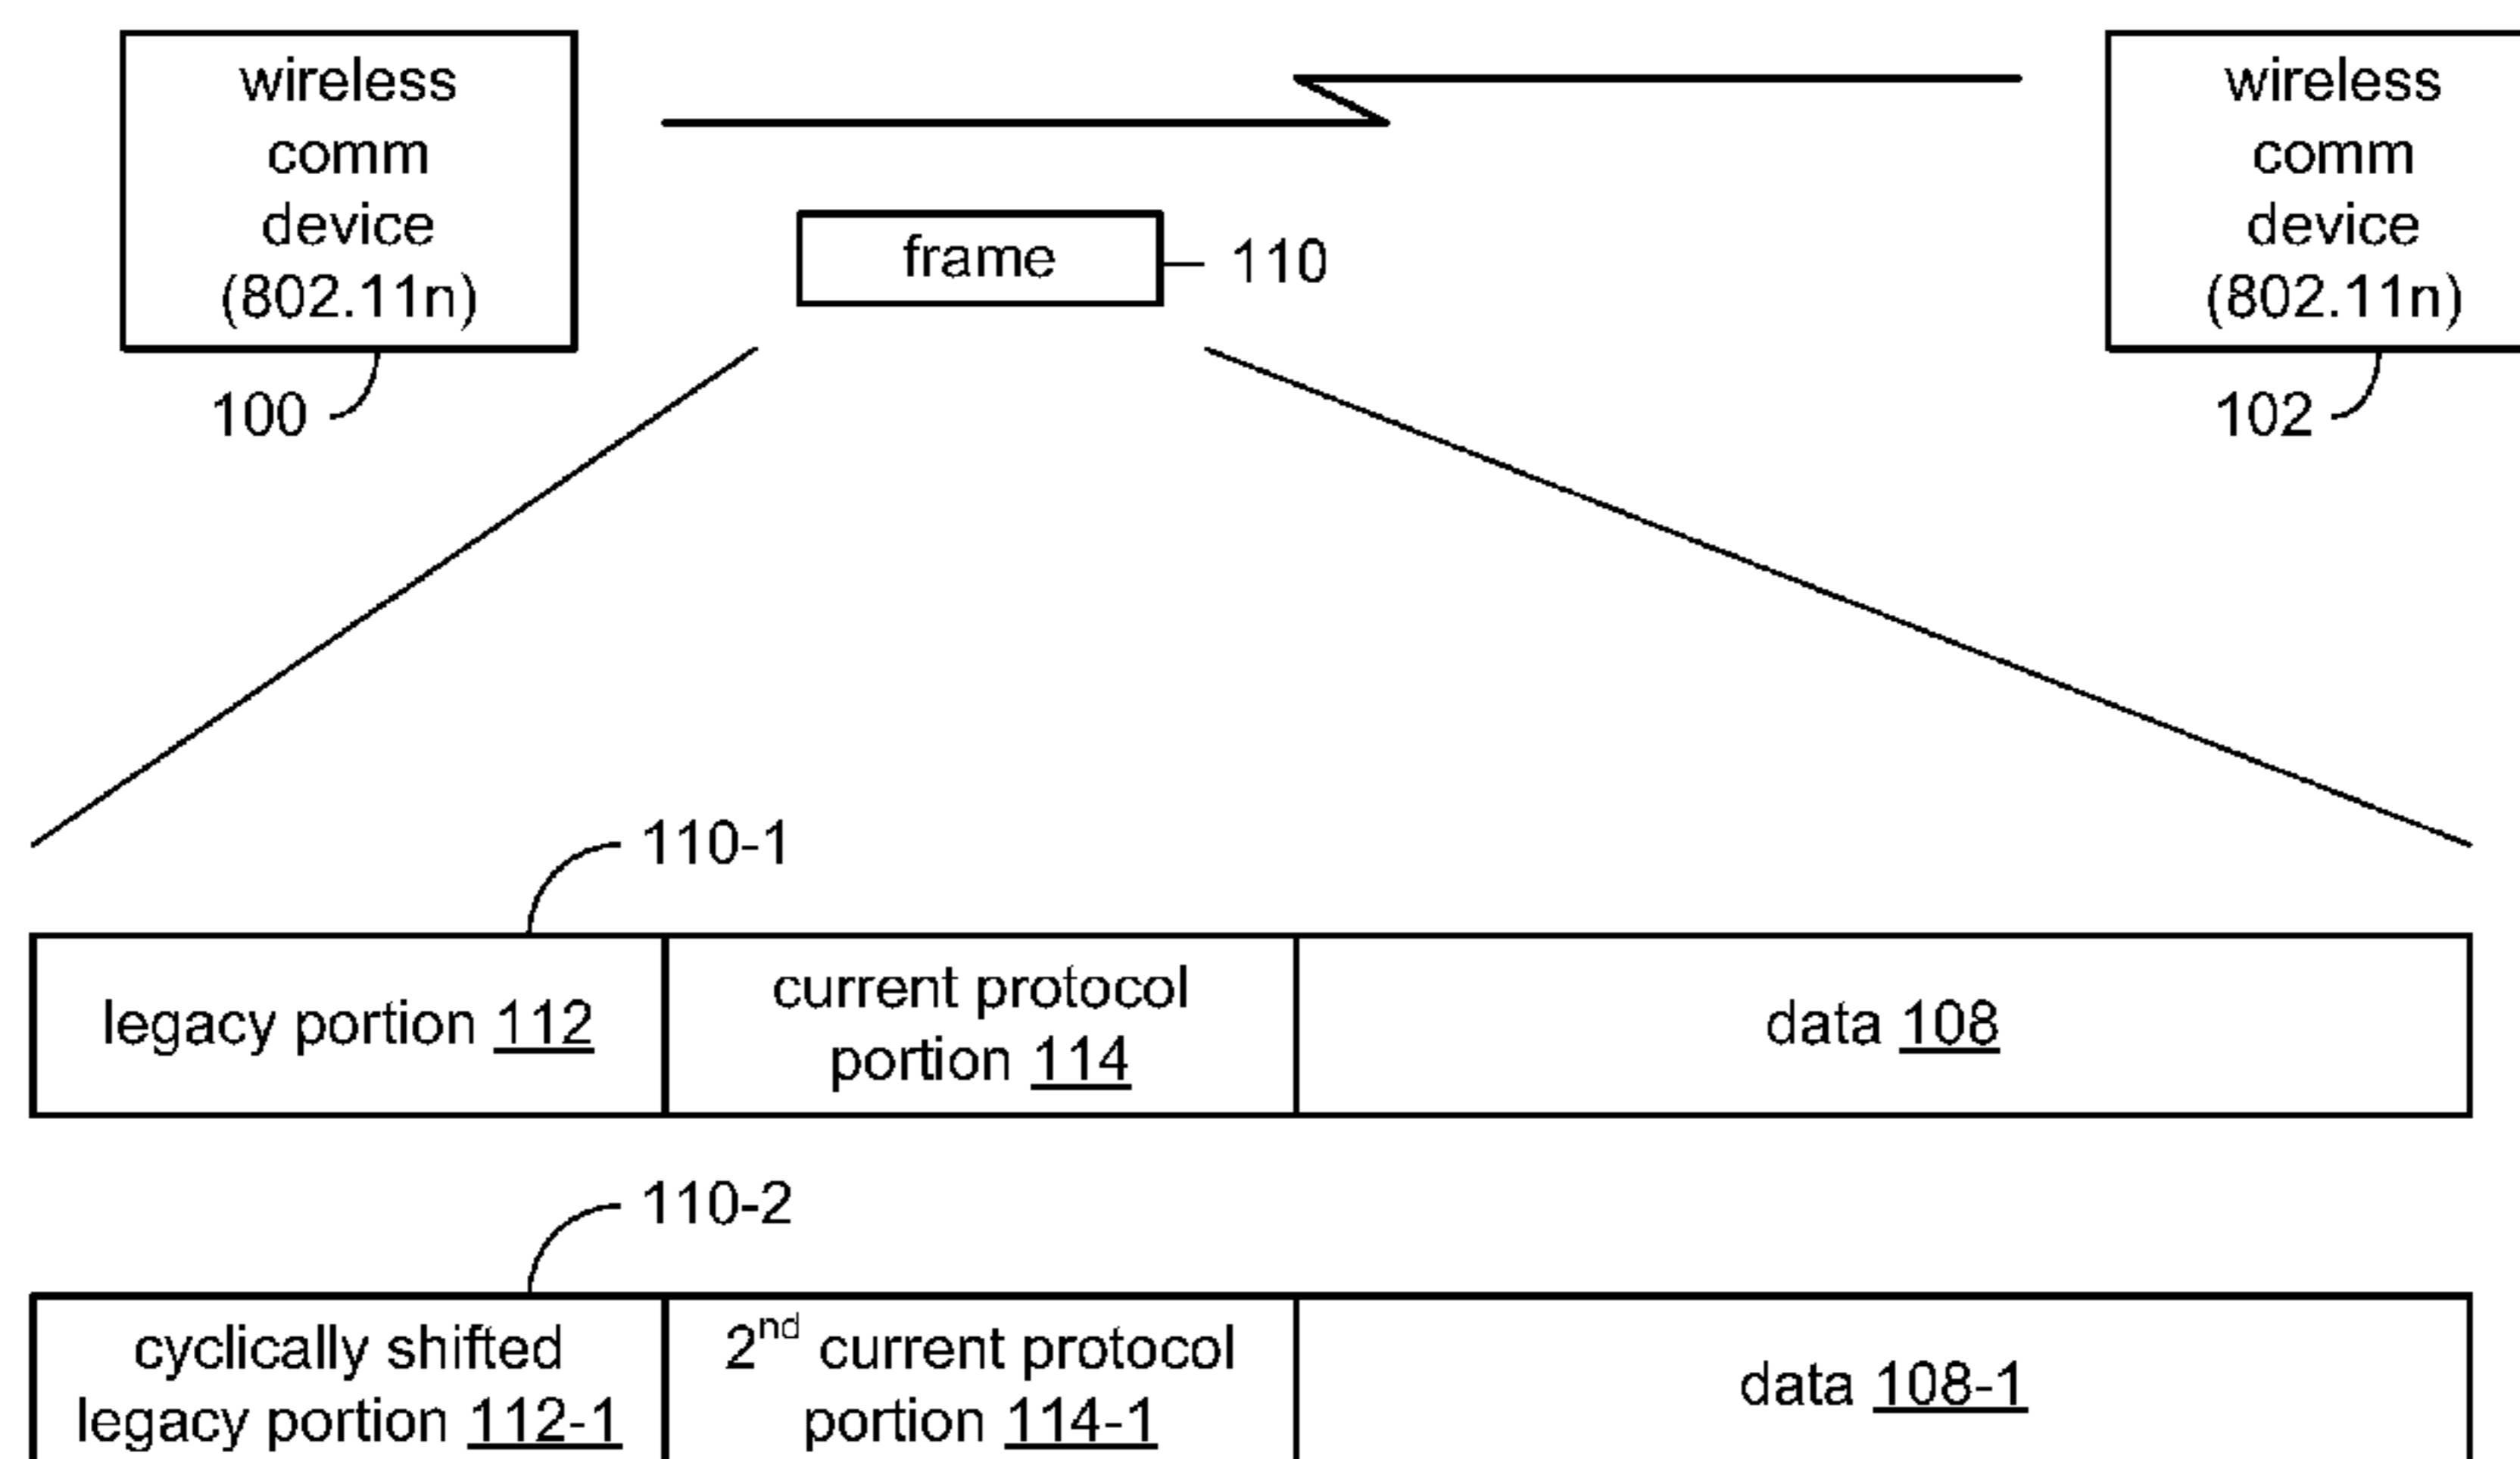 wireless
comm
device
(802.11n)
100
frame
110
wireless
comm
device
(802.11n)
102
110-1
legacy portion 112
current protocol
portion 114
data 108
110-2
cyclically shifted
legacy portion 112-1
2nd current protocol
portion 114-1
data 108-1